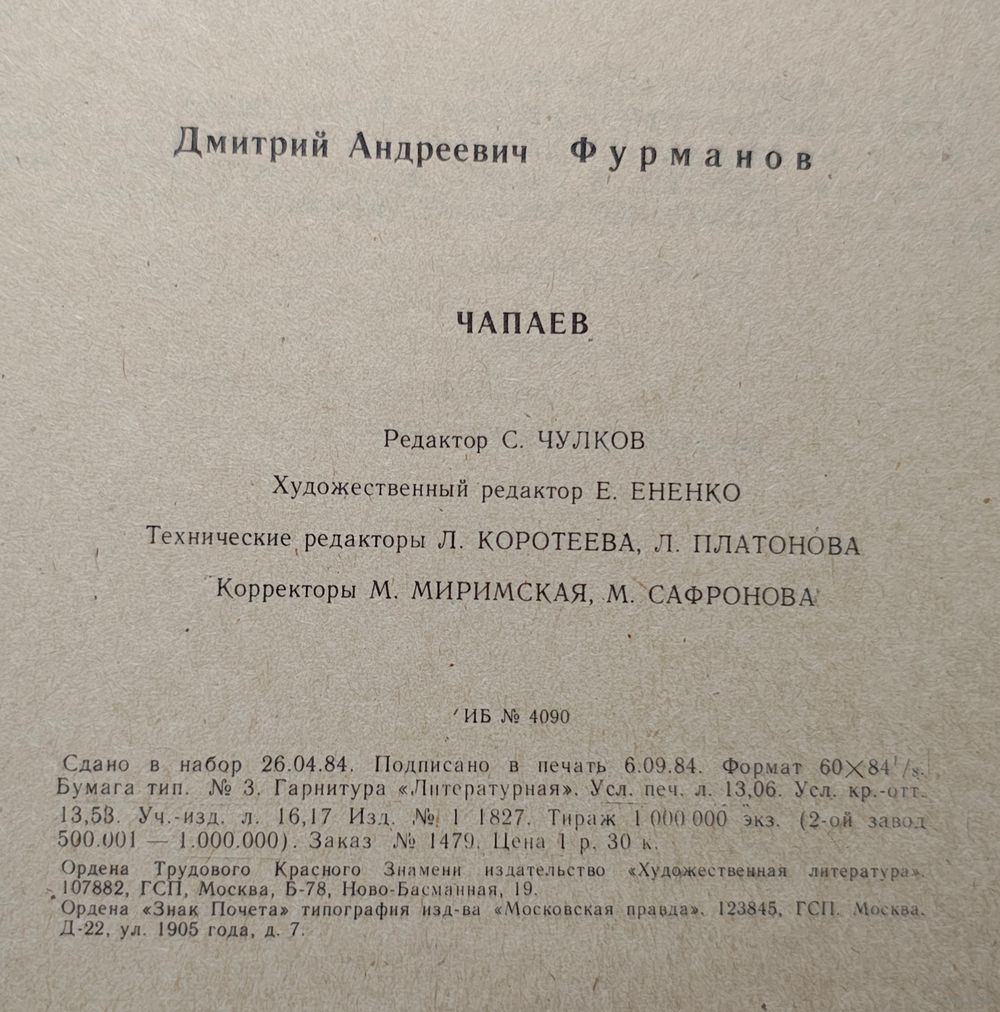 Дмитрий Андреевич Фурманов
ЧАПАЕВ
Редактор С. ЧУЛКОВ
Художественный редактор Е. ЕНЕНКО
Технические редакторы Л. КОРОТЕЕВА, Л. ПЛАТОНОВА
Корректоры М. МИРИМСКАЯ, М. САФРОНОВА
ИБ № 4090
Сдано в набор 26.04.84. Подписано в печать 6.09.84. Формат 60×84¹/₈.
Бумага тип. № 3. Гарнитура «Литературная». Усл. печ. л. 13,06. Усл. кр.-отт.
13,53. Уч.-изд. л. 16,17 Изд. № 1 1827. Тираж 1 000 000 экз. (2-ой завод
500.001 — 1.000.000). Заказ № 1479. Цена 1 р. 30 к.
Ордена Трудового Красного Знамени издательство «Художественная литература».
107882, ГСП, Москва, Б-78, Ново-Басманная, 19.
Ордена «Знак Почета» типография изд-ва «Московская правда». 123845, ГСП. Москва.
Д-22, ул. 1905 года, д. 7.